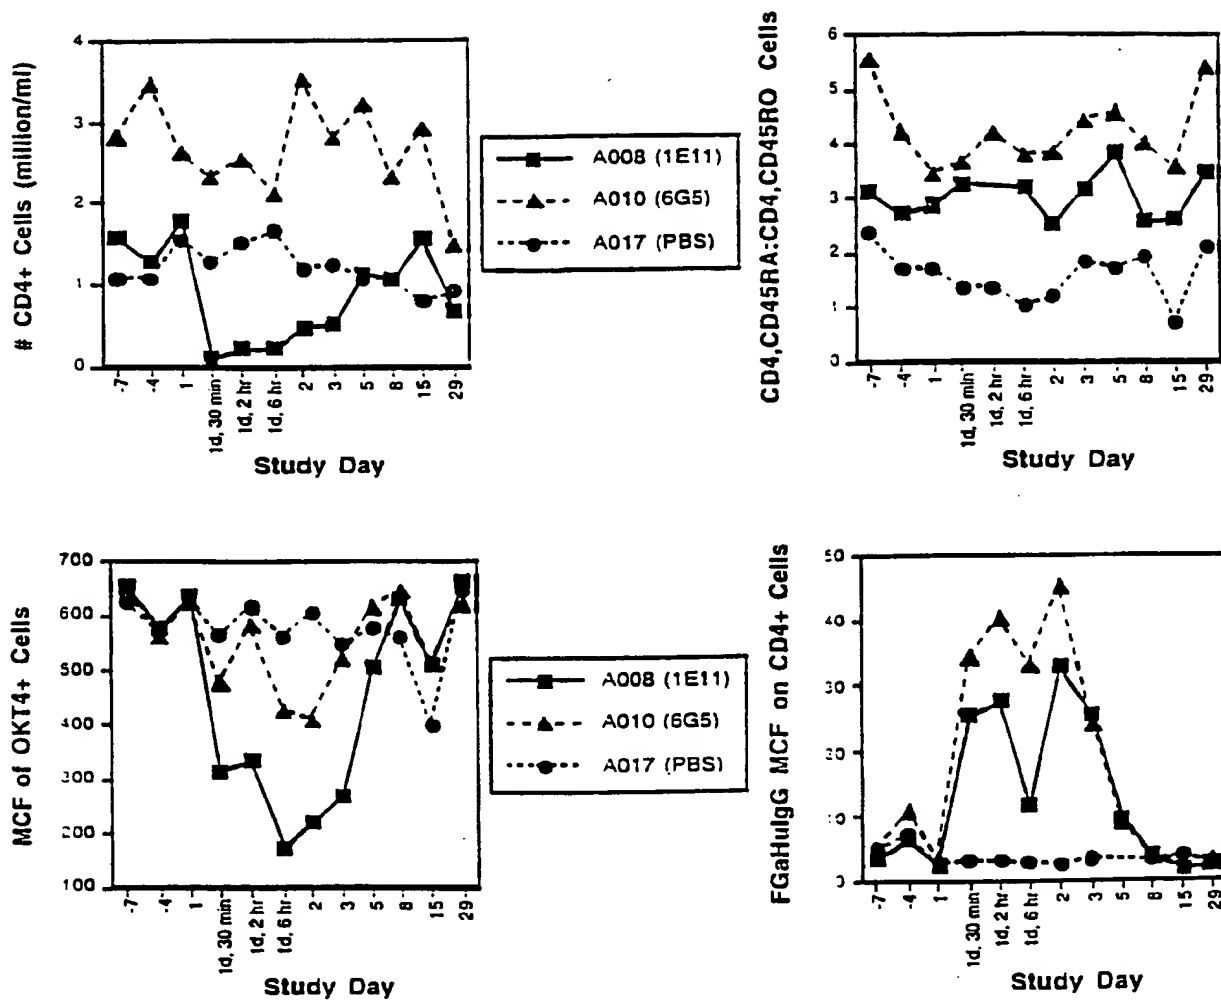 # CD4+ Cells (million/ml)
4
3
2
1
0
-7
-4
1
1d, 30 min
1d, 2 hr
1d, 6 hr
2
3
5
8
15
29
Study Day
A008 (1E11)
A010 (6G5)
A017 (PBS)
CD4,CD45RA:CD4,CD45RO Cells
6
5
4
3
2
1
0
-7
-4
1
1d, 30 min
1d, 2 hr
1d, 6 hr
2
3
5
8
15
29
Study Day
MCF of OKT4+ Cells
700
600
500
400
300
200
100
-7
-4
1
1d, 30 min
1d, 2 hr
1d, 6 hr
2
3
5
8
15
29
Study Day
A008 (1E11)
A010 (6G5)
A017 (PBS)
FGaHuIgG MCF on CD4+ Cells
50
40
30
20
10
0
-7
-4
1
1d, 30 min
1d, 2 hr
1d, 6 hr
2
3
5
8
15
29
Study Day